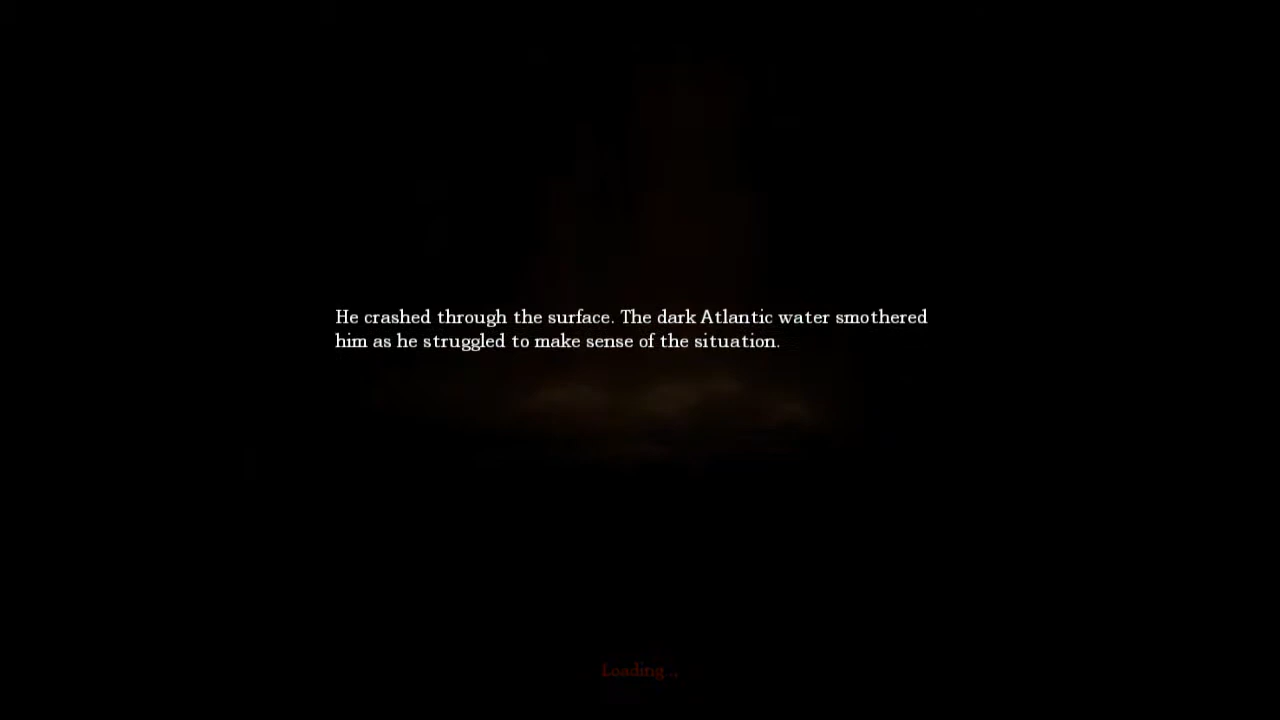 He crashed through the surface. The dark Atlantic water smothered
him as he struggled to make sense of the situation.
Loading...